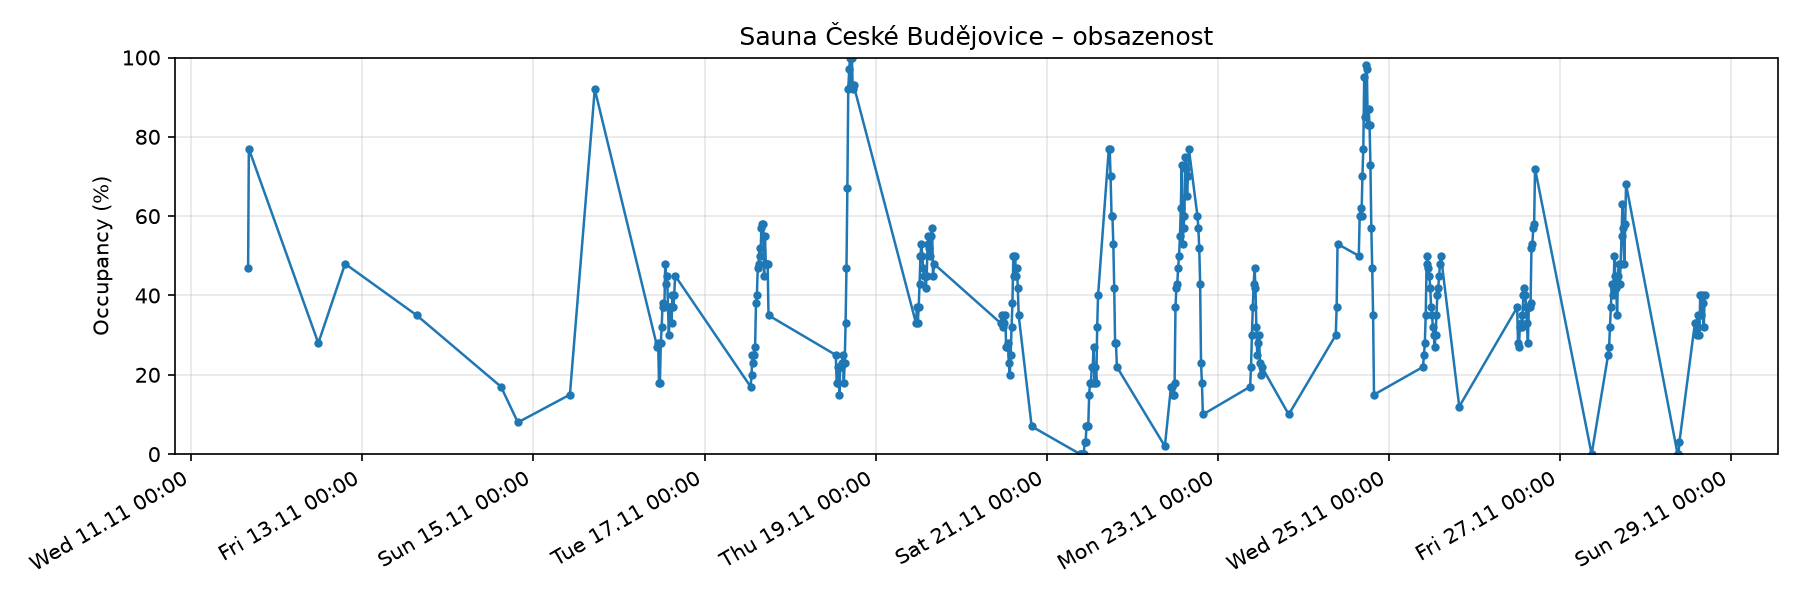 Sauna České Budějovice – obsazenost
Occupancy (%)
100
80
60
40
20
0
Wed 11.11 00:00
Fri 13.11 00:00
Sun 15.11 00:00
Tue 17.11 00:00
Thu 19.11 00:00
Sat 21.11 00:00
Mon 23.11 00:00
Wed 25.11 00:00
Fri 27.11 00:00
Sun 29.11 00:00